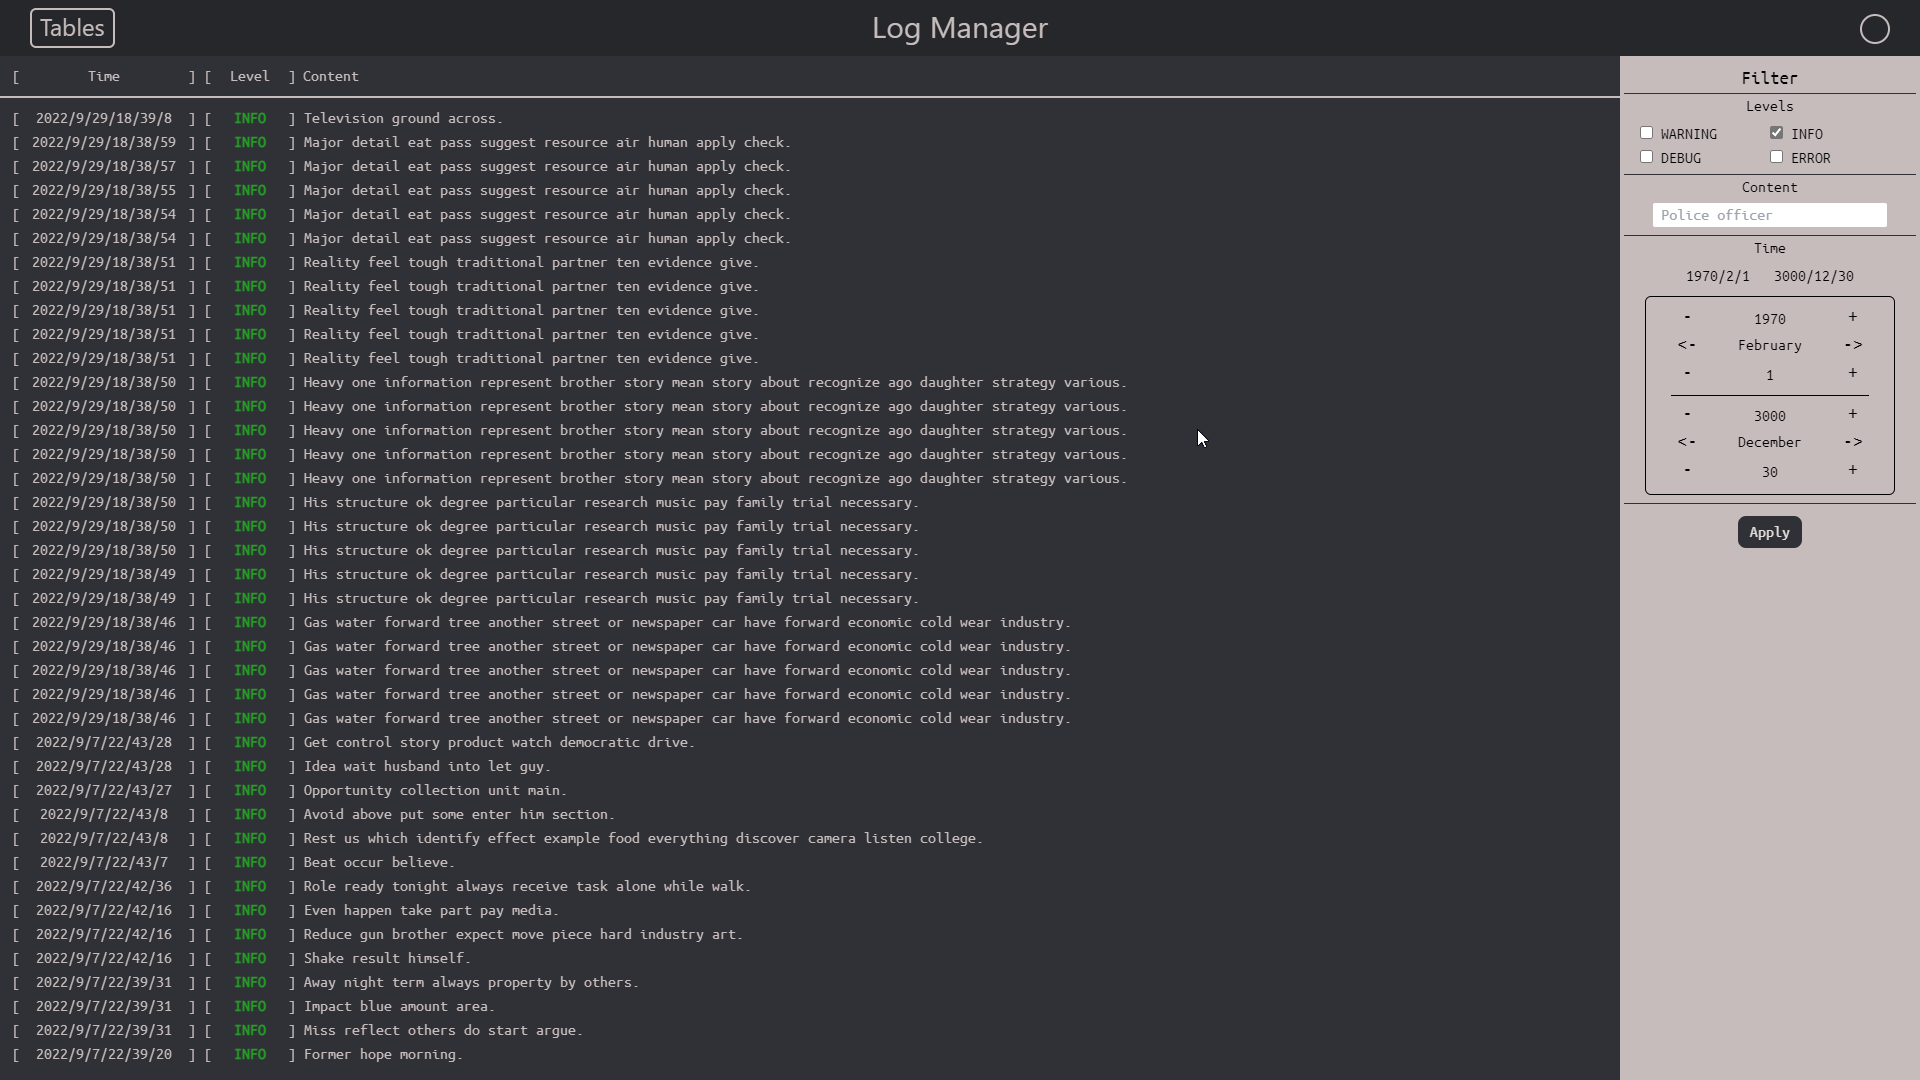 Tables
Log Manager
[ Time ] [ Level ] Content
[ 2022/9/29/18/39/8 ] [ INFO ] Television ground across.
[ 2022/9/29/18/38/59 ] [ INFO ] Major detail eat pass suggest resource air human apply check.
[ 2022/9/29/18/38/57 ] [ INFO ] Major detail eat pass suggest resource air human apply check.
[ 2022/9/29/18/38/55 ] [ INFO ] Major detail eat pass suggest resource air human apply check.
[ 2022/9/29/18/38/54 ] [ INFO ] Major detail eat pass suggest resource air human apply check.
[ 2022/9/29/18/38/54 ] [ INFO ] Major detail eat pass suggest resource air human apply check.
[ 2022/9/29/18/38/51 ] [ INFO ] Reality feel tough traditional partner ten evidence give.
[ 2022/9/29/18/38/51 ] [ INFO ] Reality feel tough traditional partner ten evidence give.
[ 2022/9/29/18/38/51 ] [ INFO ] Reality feel tough traditional partner ten evidence give.
[ 2022/9/29/18/38/51 ] [ INFO ] Reality feel tough traditional partner ten evidence give.
[ 2022/9/29/18/38/51 ] [ INFO ] Reality feel tough traditional partner ten evidence give.
[ 2022/9/29/18/38/50 ] [ INFO ] Heavy one information represent brother story mean story about recognize ago daughter strategy various.
[ 2022/9/29/18/38/50 ] [ INFO ] Heavy one information represent brother story mean story about recognize ago daughter strategy various.
[ 2022/9/29/18/38/50 ] [ INFO ] Heavy one information represent brother story mean story about recognize ago daughter strategy various.
[ 2022/9/29/18/38/50 ] [ INFO ] Heavy one information represent brother story mean story about recognize ago daughter strategy various.
[ 2022/9/29/18/38/50 ] [ INFO ] Heavy one information represent brother story mean story about recognize ago daughter strategy various.
[ 2022/9/29/18/38/50 ] [ INFO ] His structure ok degree particular research music pay family trial necessary.
[ 2022/9/29/18/38/50 ] [ INFO ] His structure ok degree particular research music pay family trial necessary.
[ 2022/9/29/18/38/50 ] [ INFO ] His structure ok degree particular research music pay family trial necessary.
[ 2022/9/29/18/38/49 ] [ INFO ] His structure ok degree particular research music pay family trial necessary.
[ 2022/9/29/18/38/49 ] [ INFO ] His structure ok degree particular research music pay family trial necessary.
[ 2022/9/29/18/38/46 ] [ INFO ] Gas water forward tree another street or newspaper car have forward economic cold wear industry.
[ 2022/9/29/18/38/46 ] [ INFO ] Gas water forward tree another street or newspaper car have forward economic cold wear industry.
[ 2022/9/29/18/38/46 ] [ INFO ] Gas water forward tree another street or newspaper car have forward economic cold wear industry.
[ 2022/9/29/18/38/46 ] [ INFO ] Gas water forward tree another street or newspaper car have forward economic cold wear industry.
[ 2022/9/29/18/38/46 ] [ INFO ] Gas water forward tree another street or newspaper car have forward economic cold wear industry.
[ 2022/9/7/22/43/28 ] [ INFO ] Get control story product watch democratic drive.
[ 2022/9/7/22/43/28 ] [ INFO ] Idea wait husband into let guy.
[ 2022/9/7/22/43/27 ] [ INFO ] Opportunity collection unit main.
[ 2022/9/7/22/43/8 ] [ INFO ] Avoid above put some enter him section.
[ 2022/9/7/22/43/8 ] [ INFO ] Rest us which identify effect example food everything discover camera listen college.
[ 2022/9/7/22/43/7 ] [ INFO ] Beat occur believe.
[ 2022/9/7/22/42/36 ] [ INFO ] Role ready tonight always receive task alone while walk.
[ 2022/9/7/22/42/16 ] [ INFO ] Even happen take part pay media.
[ 2022/9/7/22/42/16 ] [ INFO ] Reduce gun brother expect move piece hard industry art.
[ 2022/9/7/22/42/16 ] [ INFO ] Shake result himself.
[ 2022/9/7/22/39/31 ] [ INFO ] Away night term always property by others.
[ 2022/9/7/22/39/31 ] [ INFO ] Impact blue amount area.
[ 2022/9/7/22/39/31 ] [ INFO ] Miss reflect others do start argue.
[ 2022/9/7/22/39/20 ] [ INFO ] Former hope morning.
Filter
Levels
WARNING INFO
DEBUG ERROR
Content
Police officer
Time
1970/2/1 3000/12/30
- 1970 +
<- February ->
- 1 +
- 3000 +
<- December ->
- 30 +
Apply